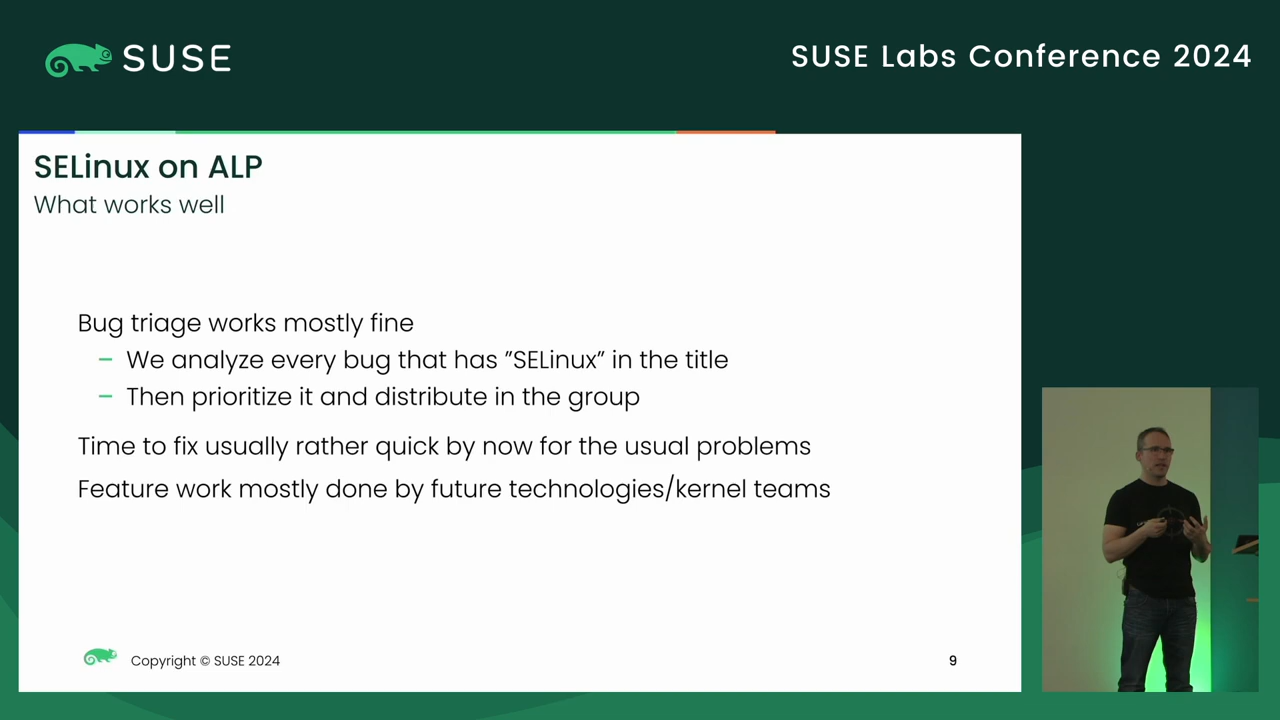 SUSE
SUSE Labs Conference 2024
SELinux on ALP
What works well
Bug triage works mostly fine
– We analyze every bug that has ”SELinux” in the title
– Then prioritize it and distribute in the group
Time to fix usually rather quick by now for the usual problems
Feature work mostly done by future technologies/kernel teams
Copyright © SUSE 2024
9